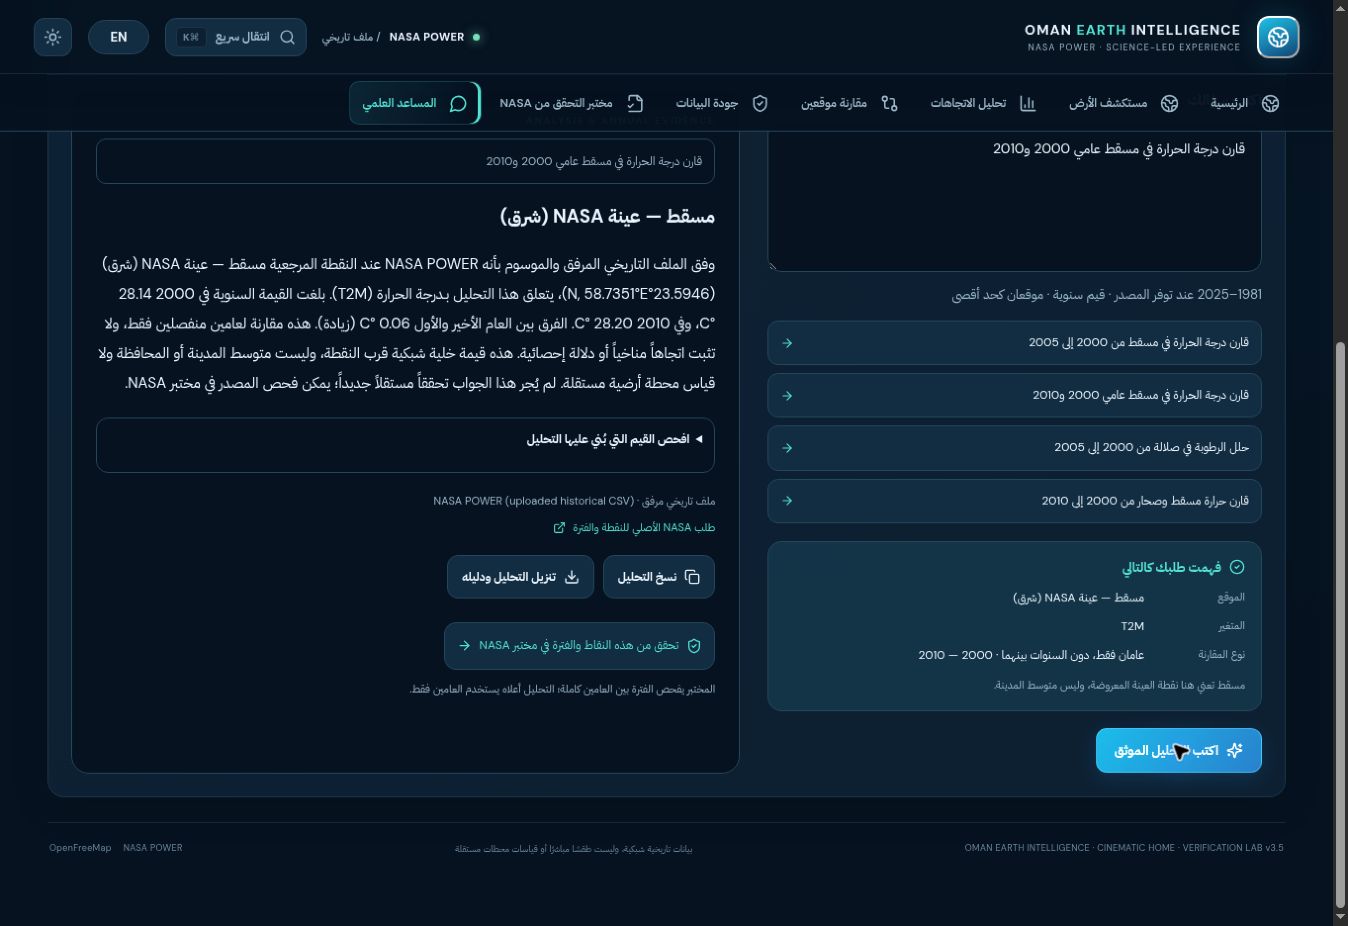 OMAN EARTH INTELLIGENCE
NASA POWER · SCIENCE-LED EXPERIENCE
NASA POWER / ملف تاريخي
انتقال سريع ⌘K
EN
الرئيسية
مستكشف الأرض
تحليل الاتجاهات
مقارنة موقعين
جودة البيانات
مختبر التحقق من NASA
المساعد العلمي
قارن درجة الحرارة في مسقط عامي 2000 و2010
1981–2025 عند توفر المصدر · قيم سنوية · موقعان كحد أقصى
قارن درجة الحرارة في مسقط من 2000 إلى 2005
قارن درجة الحرارة في مسقط عامي 2000 و2010
حلل الرطوبة في صلالة من 2000 إلى 2005
قارن حرارة مسقط وصحار من 2000 إلى 2010
فهمت طلبك كالتالي
الموقع مسقط — عينة NASA (شرق)
المتغير T2M
نوع المقارنة عامان فقط، دون السنوات بينهما · 2000 — 2010
مسقط تعني هنا نقطة العينة المعروضة، وليس متوسط المدينة.
ANALYSIS & ANNUAL EVIDENCE
قارن درجة الحرارة في مسقط عامي 2000 و2010
مسقط — عينة NASA (شرق)
وفق الملف التاريخي المرفق والموسوم بأنه NASA POWER عند النقطة المرجعية مسقط — عينة NASA (شرق)
(23.5946°N, 58.7351°E)، يتعلق هذا التحليل بـدرجة الحرارة (T2M). بلغت القيمة السنوية في 2000 28.14
°C، وفي 2010 28.20 °C. الفرق بين العام الأخير والأول 0.06 °C (زيادة). هذه مقارنة لعامين منفصلين فقط، ولا
تثبت اتجاهاً مناخياً أو دلالة إحصائية. هذه قيمة خلية شبكية قرب النقطة، وليست متوسط المدينة أو المحافظة ولا
قياس محطة أرضية مستقلة. لم يُجر هذا الجواب تحققاً مستقلاً جديداً؛ يمكن فحص المصدر في مختبر NASA.
افحص القيم التي بُني عليها التحليل
ملف تاريخي مرفق · NASA POWER (uploaded historical CSV)
طلب NASA الأصلي للنقطة والفترة
نسخ التحليل
تنزيل التحليل ودليله
تحقق من هذه النقاط والفترة في مختبر NASA
المختبر يفحص الفترة بين العامين كاملة؛ التحليل أعلاه يستخدم العامين فقط.
OMAN EARTH INTELLIGENCE · CINEMATIC HOME · VERIFICATION LAB v3.5
بيانات تاريخية شبكية، وليست طقسًا مباشرًا أو قياسات محطات مستقلة
OpenFreeMap NASA POWER